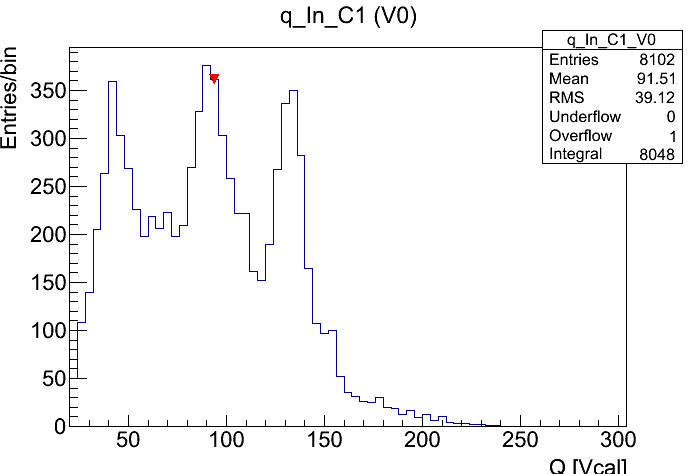 q_In_C1 (V0)
q_In_C1_V0
Entries 8102
Mean 91.51
RMS 39.12
Underflow 0
Overflow 1
Integral 8048
Entries/bin
350
300
250
200
150
100
50
0
50 100 150 200 250 300
Q [Vcal]